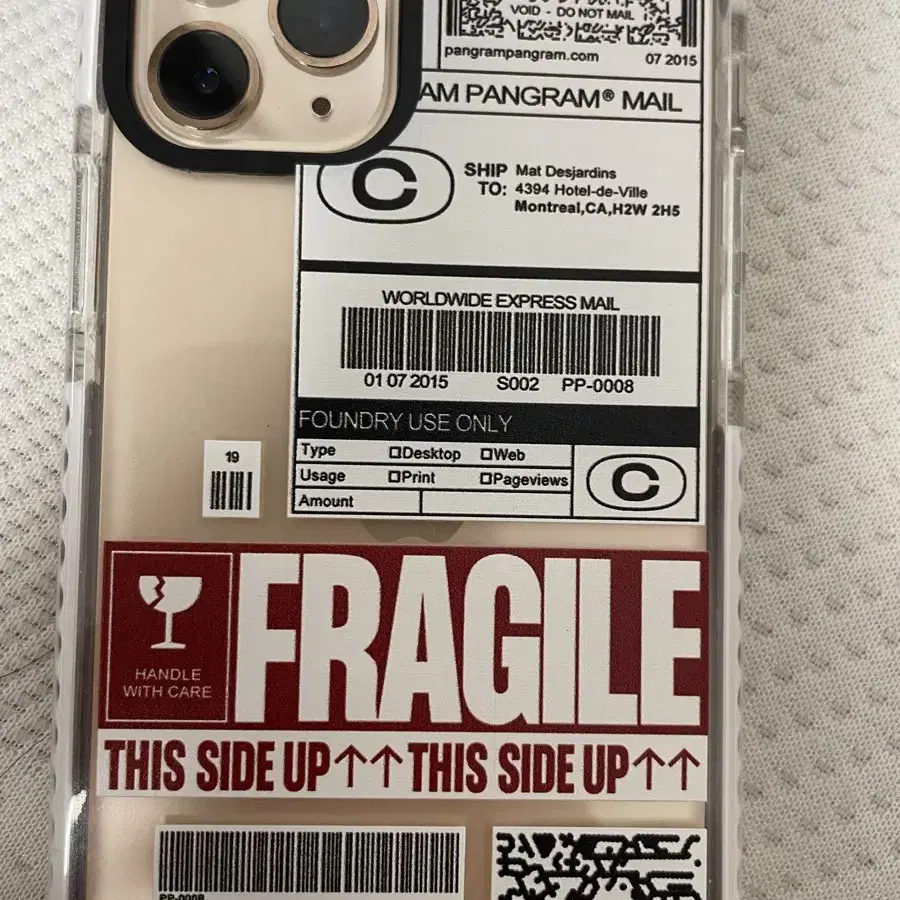 VOID - DO NOT MAIL
pangrampangram.com 07 2015
AM PANGRAM® MAIL
C SHIP TO: Mat Desjardins
4394 Hotel-de-Ville
Montreal,CA,H2W 2H5
WORLDWIDE EXPRESS MAIL
01 07 2015 S002 PP-0008
FOUNDRY USE ONLY
Type Desktop Web
Usage Print Pageviews
Amount
C
19
FRAGILE
HANDLE
WITH CARE
THIS SIDE UP↑↑THIS SIDE UP↑↑
PP-0008